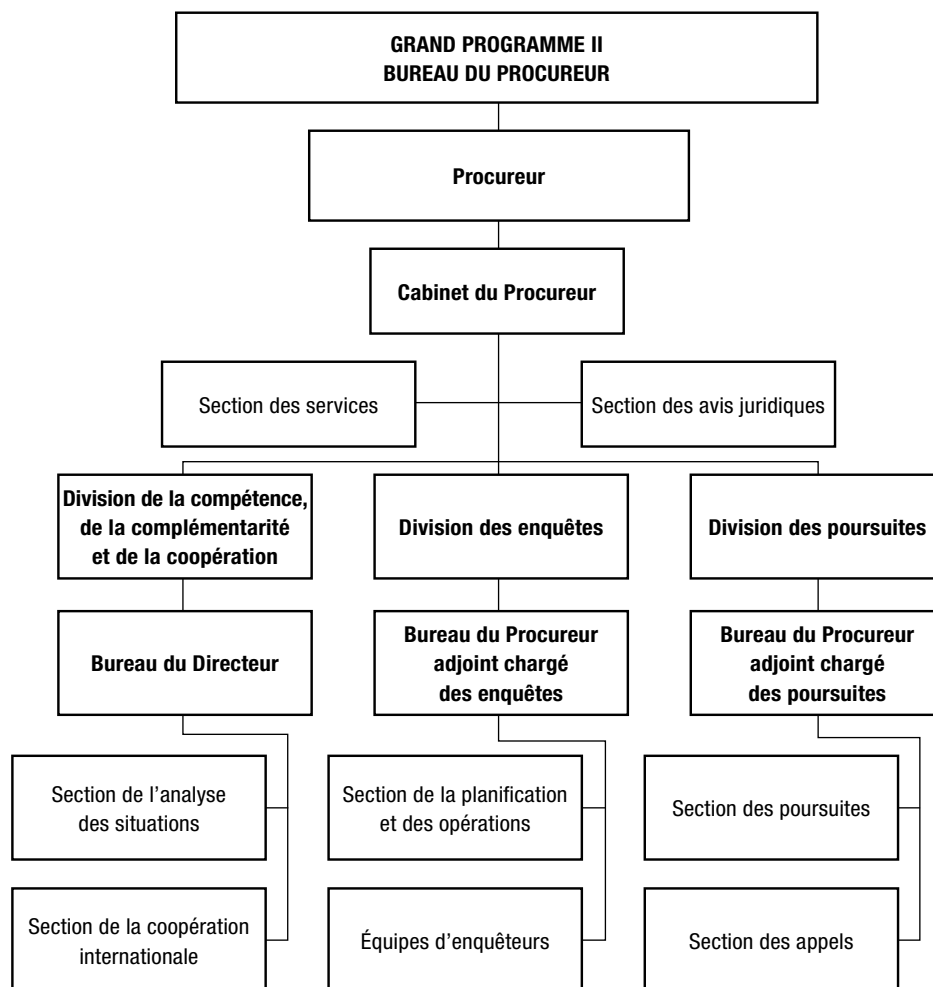 GRAND PROGRAMME II
BUREAU DU PROCUREUR
Procureur
Cabinet du Procureur
Section des services
Section des avis juridiques
Division de la compétence,
de la complémentarité
et de la coopération
Division des enquêtes
Division des poursuites
Bureau du Directeur
Bureau du Procureur
adjoint chargé
des enquêtes
Bureau du Procureur
adjoint chargé
des poursuites
Section de l’analyse
des situations
Section de la planification
et des opérations
Section des poursuites
Section de la coopération
internationale
Équipes d’enquêteurs
Section des appels